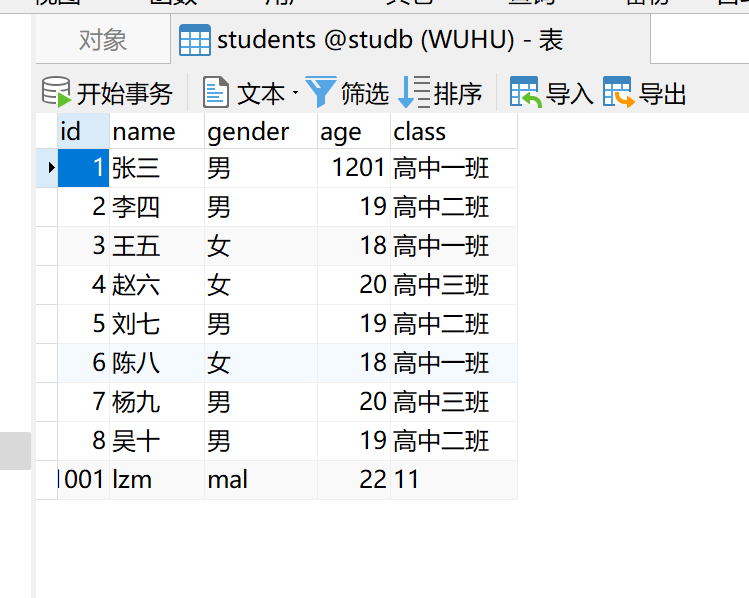 对象 students @studb (WUHU) - 表
开始事务 文本 筛选 排序 导入 导出
id name gender age class
1 张三 男 1201 高中一班
2 李四 男 19 高中二班
3 王五 女 18 高中一班
4 赵六 女 20 高中三班
5 刘七 男 19 高中二班
6 陈八 女 18 高中一班
7 杨九 男 20 高中三班
8 吴十 男 19 高中二班
1001 lzm mal 22 11